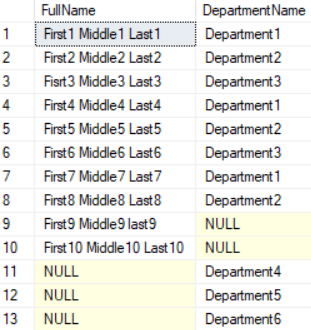 FullName DepartmentName
1 First1 Middle1 Last1 Department1
2 First2 Middle2 Last2 Department2
3 Fisrt3 Middle3 Last3 Department3
4 First4 Middle4 Last4 Department1
5 First5 Middle5 Last5 Department2
6 First6 Middle6 Last6 Department3
7 First7 Middle7 Last7 Department1
8 First8 Middle8 Last8 Department2
9 First9 Middle9 last9 NULL
10 First10 Middle10 Last10 NULL
11 NULL Department4
12 NULL Department5
13 NULL Department6